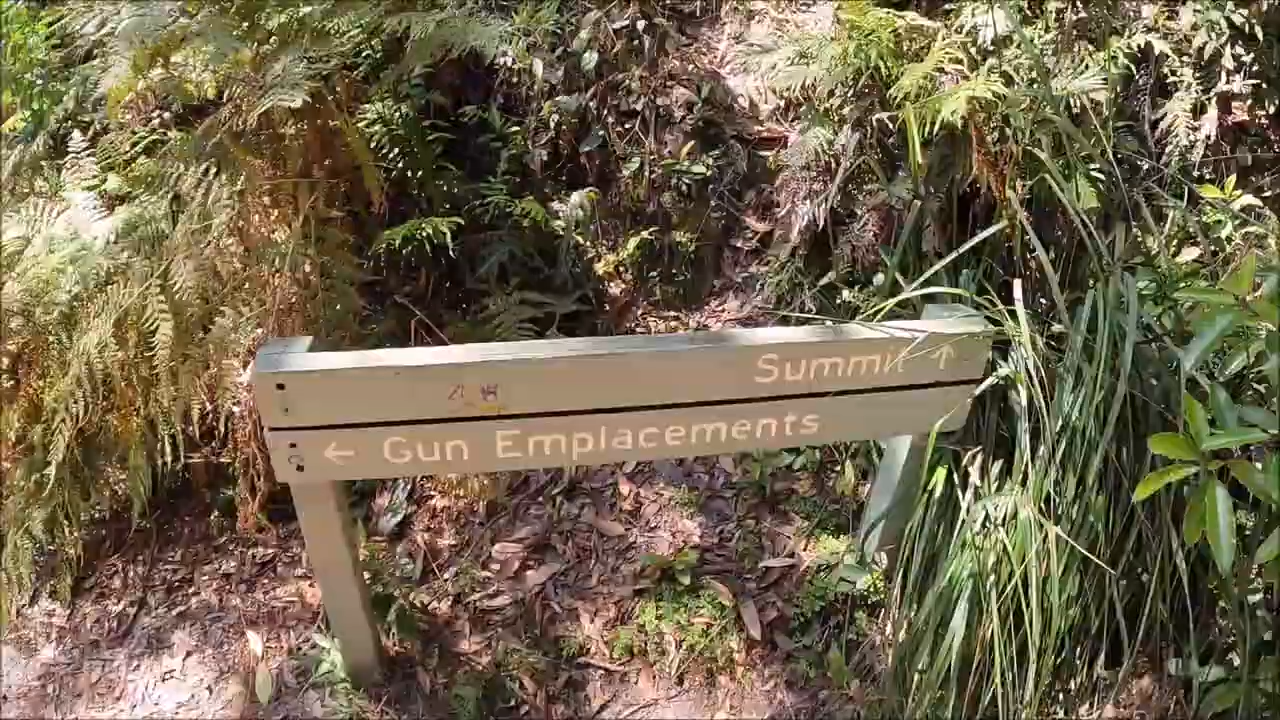 Summit ↑
← Gun Emplacements